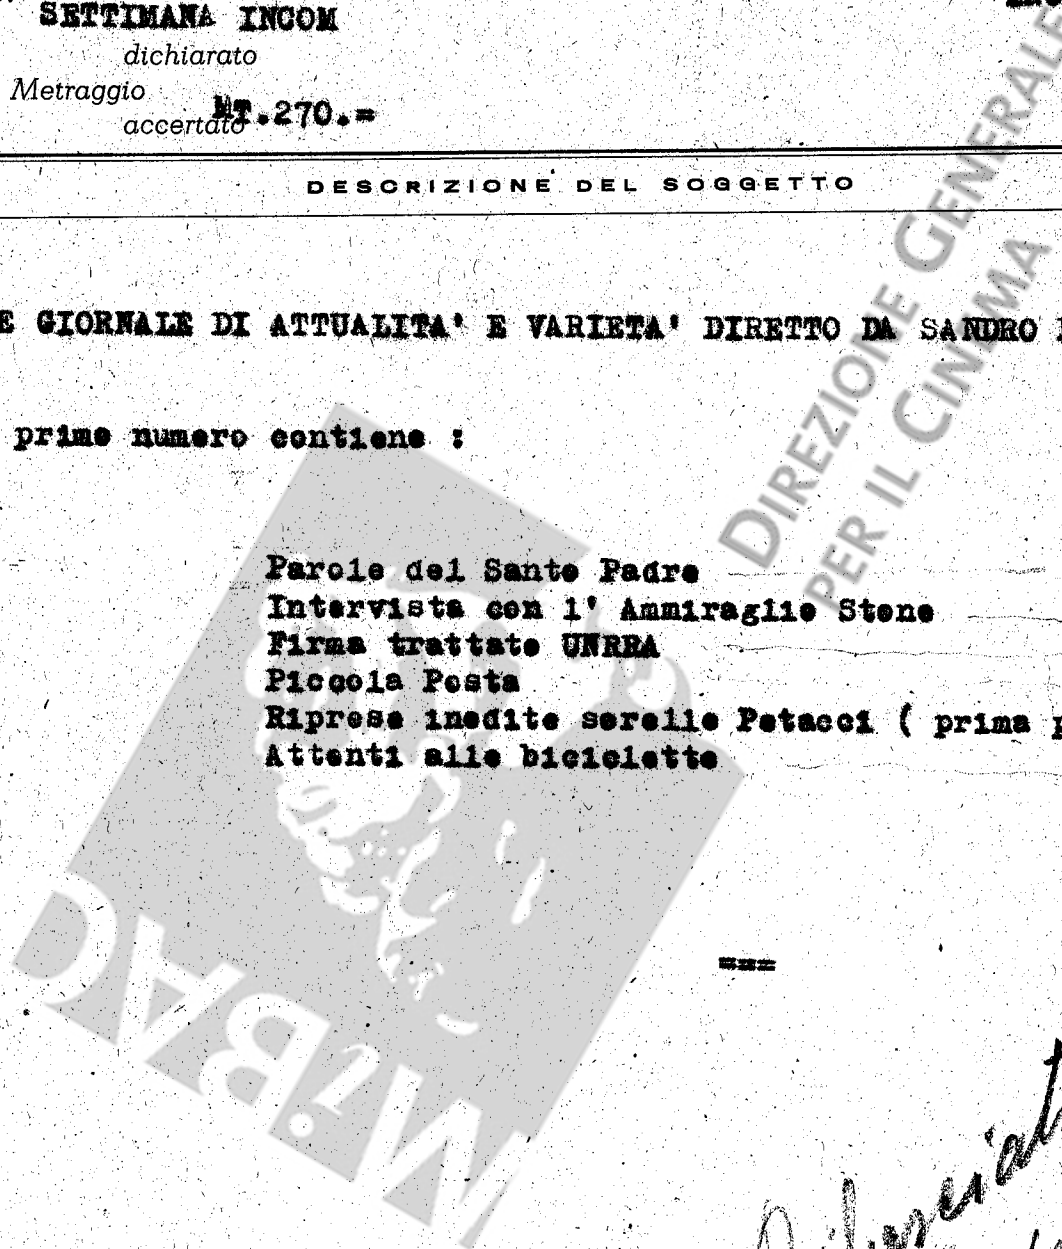 SETTIMANA INCOM
dichiarato
Metraggio
accertato MT.270.=
DESCRIZIONE DEL SOGGETTO
E GIORNALE DI ATTUALITA' E VARIETA' DIRETTO DA SANDRO
primo numero contiene :
Parole del Santo Padre
Intervista con l' Ammiraglio Stone
Firma trattato UNRRA
Piccola Posta
Riprese inedite sorelle Petacci ( prima p
Attenti alle biciclette
===
DIREZIONE GENERALE
PER IL CINEMA
MiBAC